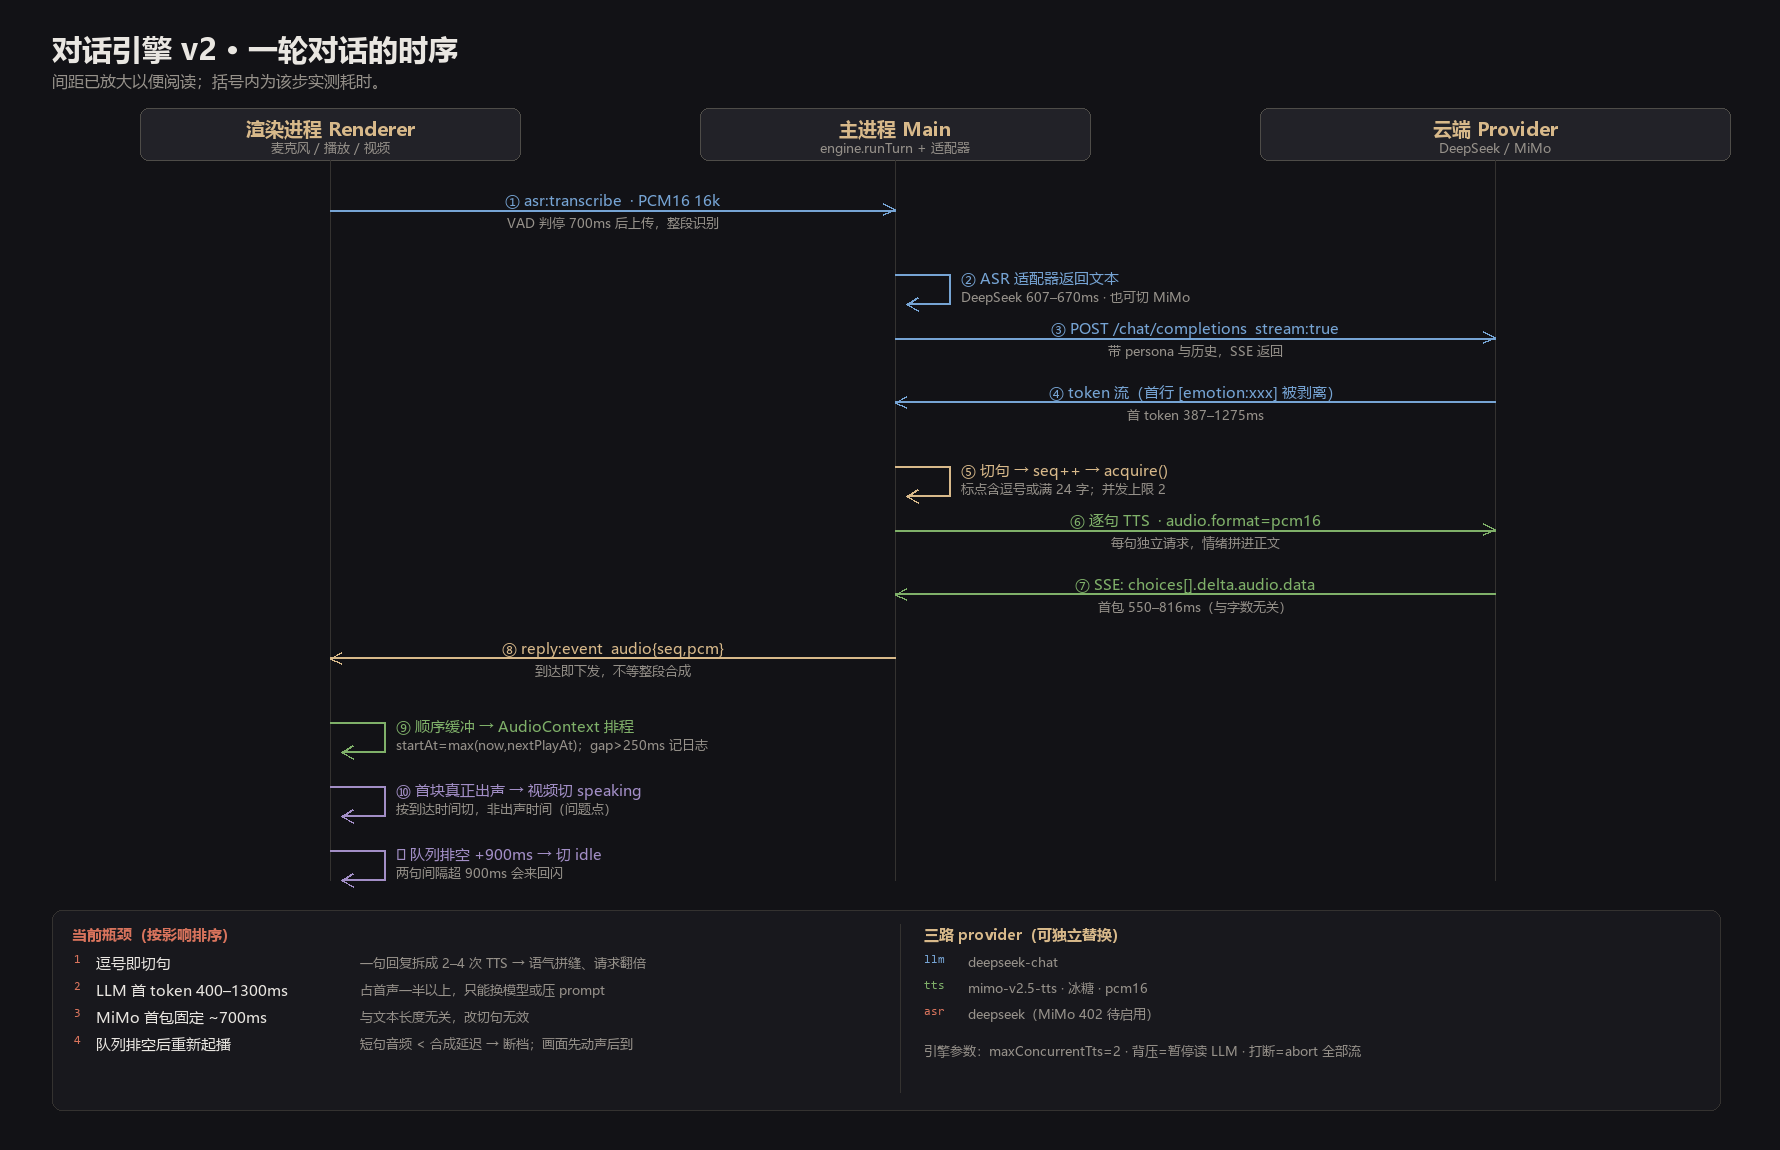 对话引擎 v2 • 一轮对话的时序
间距已放大以便阅读；括号内为该步实测耗时。
渲染进程 Renderer
麦克风 / 播放 / 视频
主进程 Main
engine.runTurn + 适配器
云端 Provider
DeepSeek / MiMo
① asr:transcribe · PCM16 16k
VAD 判停 700ms 后上传，整段识别
② ASR 适配器返回文本
DeepSeek 607–670ms · 也可切 MiMo
③ POST /chat/completions stream:true
带 persona 与历史，SSE 返回
④ token 流（首行 [emotion:xxx] 被剥离）
首 token 387–1275ms
⑤ 切句 → seq++ → acquire()
标点含逗号或满 24 字；并发上限 2
⑥ 逐句 TTS · audio.format=pcm16
每句独立请求，情绪拼进正文
⑦ SSE: choices[].delta.audio.data
首包 550–816ms（与字数无关）
⑧ reply:event audio{seq,pcm}
到达即下发，不等整段合成
⑨ 顺序缓冲 → AudioContext 排程
startAt=max(now,nextPlayAt)；gap>250ms 记日志
⑩ 首块真正出声 → 视频切 speaking
按到达时间切，非出声时间（问题点）
队列排空 +900ms → 切 idle
两句间隔超 900ms 会来回闪
当前瓶颈（按影响排序）
1 逗号即切句 一句回复拆成 2–4 次 TTS → 语气拼缝、请求翻倍
2 LLM 首 token 400–1300ms 占首声一半以上，只能换模型或压 prompt
3 MiMo 首包固定 ~700ms 与文本长度无关，改切句无效
4 队列排空后重新起播 短句音频 < 合成延迟 → 断档；画面先动声后到
三路 provider（可独立替换）
llm deepseek-chat
tts mimo-v2.5-tts · 冰糖 · pcm16
asr deepseek（MiMo 402 待启用）
引擎参数：maxConcurrentTts=2 · 背压=暂停读 LLM · 打断=abort 全部流